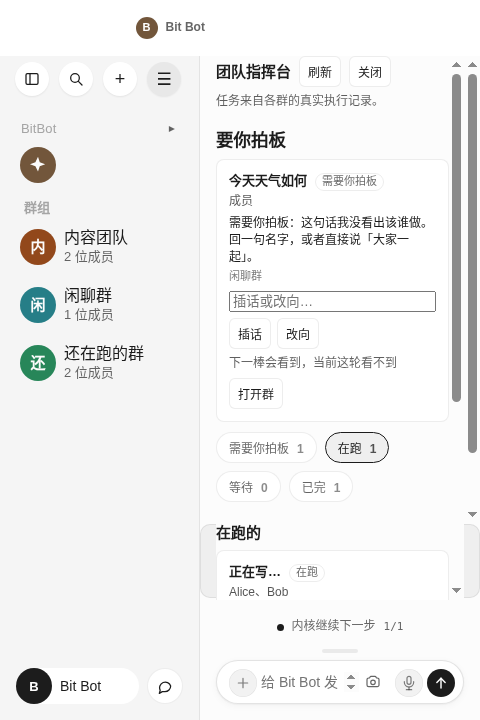 B Bit Bot
BitBot
群组
内 内容团队
2 位成员
闲 闲聊群
1 位成员
还 还在跑的群
2 位成员
B Bit Bot
团队指挥台 刷新 关闭
任务来自各群的真实执行记录。
要你拍板
今天天气如何 需要你拍板
成员
需要你拍板：这句话我没看出该谁做。
回一句名字，或者直接说「大家一
起」。
闲聊群
插话或改向…
插话 改向
下一棒会看到，当前这轮看不到
打开群
需要你拍板 1 在跑 1
等待 0 已完 1
在跑的
正在写… 在跑
Alice、Bob
内核继续下一步 1/1
给 Bit Bot 发